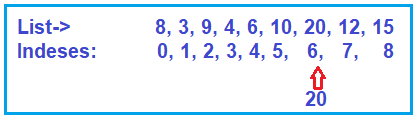 List-> 8, 3, 9, 4, 6, 10, 20, 12, 15
Indeses: 0, 1, 2, 3, 4, 5, 6, 7, 8
20